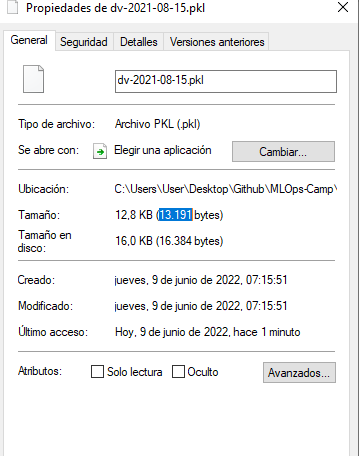 Propiedades de dv-2021-08-15.pkl
General Seguridad Detalles Versiones anteriores
dv-2021-08-15.pkl
Tipo de archivo: Archivo PKL (.pkl)
Se abre con: Elegir una aplicación Cambiar...
Ubicación: C:\Users\User\Desktop\Github\MLOps-Camp\
Tamaño: 12,8 KB (13.191 bytes)
Tamaño en
disco: 16,0 KB (16.384 bytes)
Creado: jueves, 9 de junio de 2022, 07:15:51
Modificado: jueves, 9 de junio de 2022, 07:15:51
Último acceso: Hoy, 9 de junio de 2022, hace 1 minuto
Atributos: Solo lectura Oculto Avanzados...